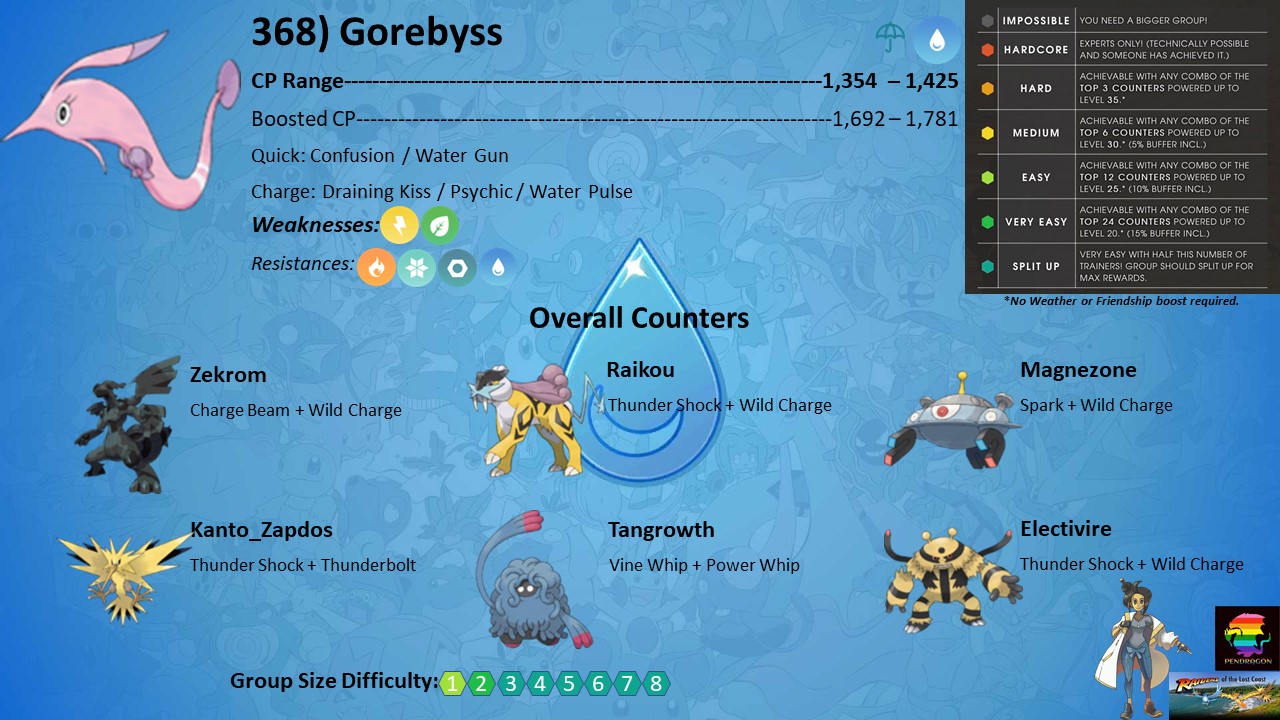 368) Gorebyss
CP Range-----------------------------------------------------------------------1,354 – 1,425
Boosted CP-----------------------------------------------------------------------1,692 – 1,781
Quick: Confusion / Water Gun
Charge: Draining Kiss / Psychic / Water Pulse
Weaknesses:
Resistances:
IMPOSSIBLE YOU NEED A BIGGER GROUP!
HARDCORE EXPERTS ONLY! (TECHNICALLY POSSIBLE
AND SOMEONE HAS ACHIEVED IT.)
HARD ACHIEVABLE WITH ANY COMBO OF THE
TOP 3 COUNTERS POWERED UP TO
LEVEL 35.*
MEDIUM ACHIEVABLE WITH ANY COMBO OF THE
TOP 6 COUNTERS POWERED UP TO
LEVEL 30.* (5% BUFFER INCL.)
EASY ACHIEVABLE WITH ANY COMBO OF THE
TOP 12 COUNTERS POWERED UP TO
LEVEL 25.* (10% BUFFER INCL.)
VERY EASY ACHIEVABLE WITH ANY COMBO OF THE
TOP 24 COUNTERS POWERED UP TO
LEVEL 20.* (15% BUFFER INCL.)
SPLIT UP VERY EASY WITH HALF THIS NUMBER OF
TRAINERS! GROUP SHOULD SPLIT UP FOR
MAX REWARDS.
*No Weather or Friendship boost required.
Overall Counters
Zekrom
Charge Beam + Wild Charge
Raikou
Thunder Shock + Wild Charge
Magnezone
Spark + Wild Charge
Kanto_Zapdos
Thunder Shock + Thunderbolt
Tangrowth
Vine Whip + Power Whip
Electivire
Thunder Shock + Wild Charge
Group Size Difficulty: 1 2 3 4 5 6 7 8
PENDRAGON
RAIDERS of the Lost Coast